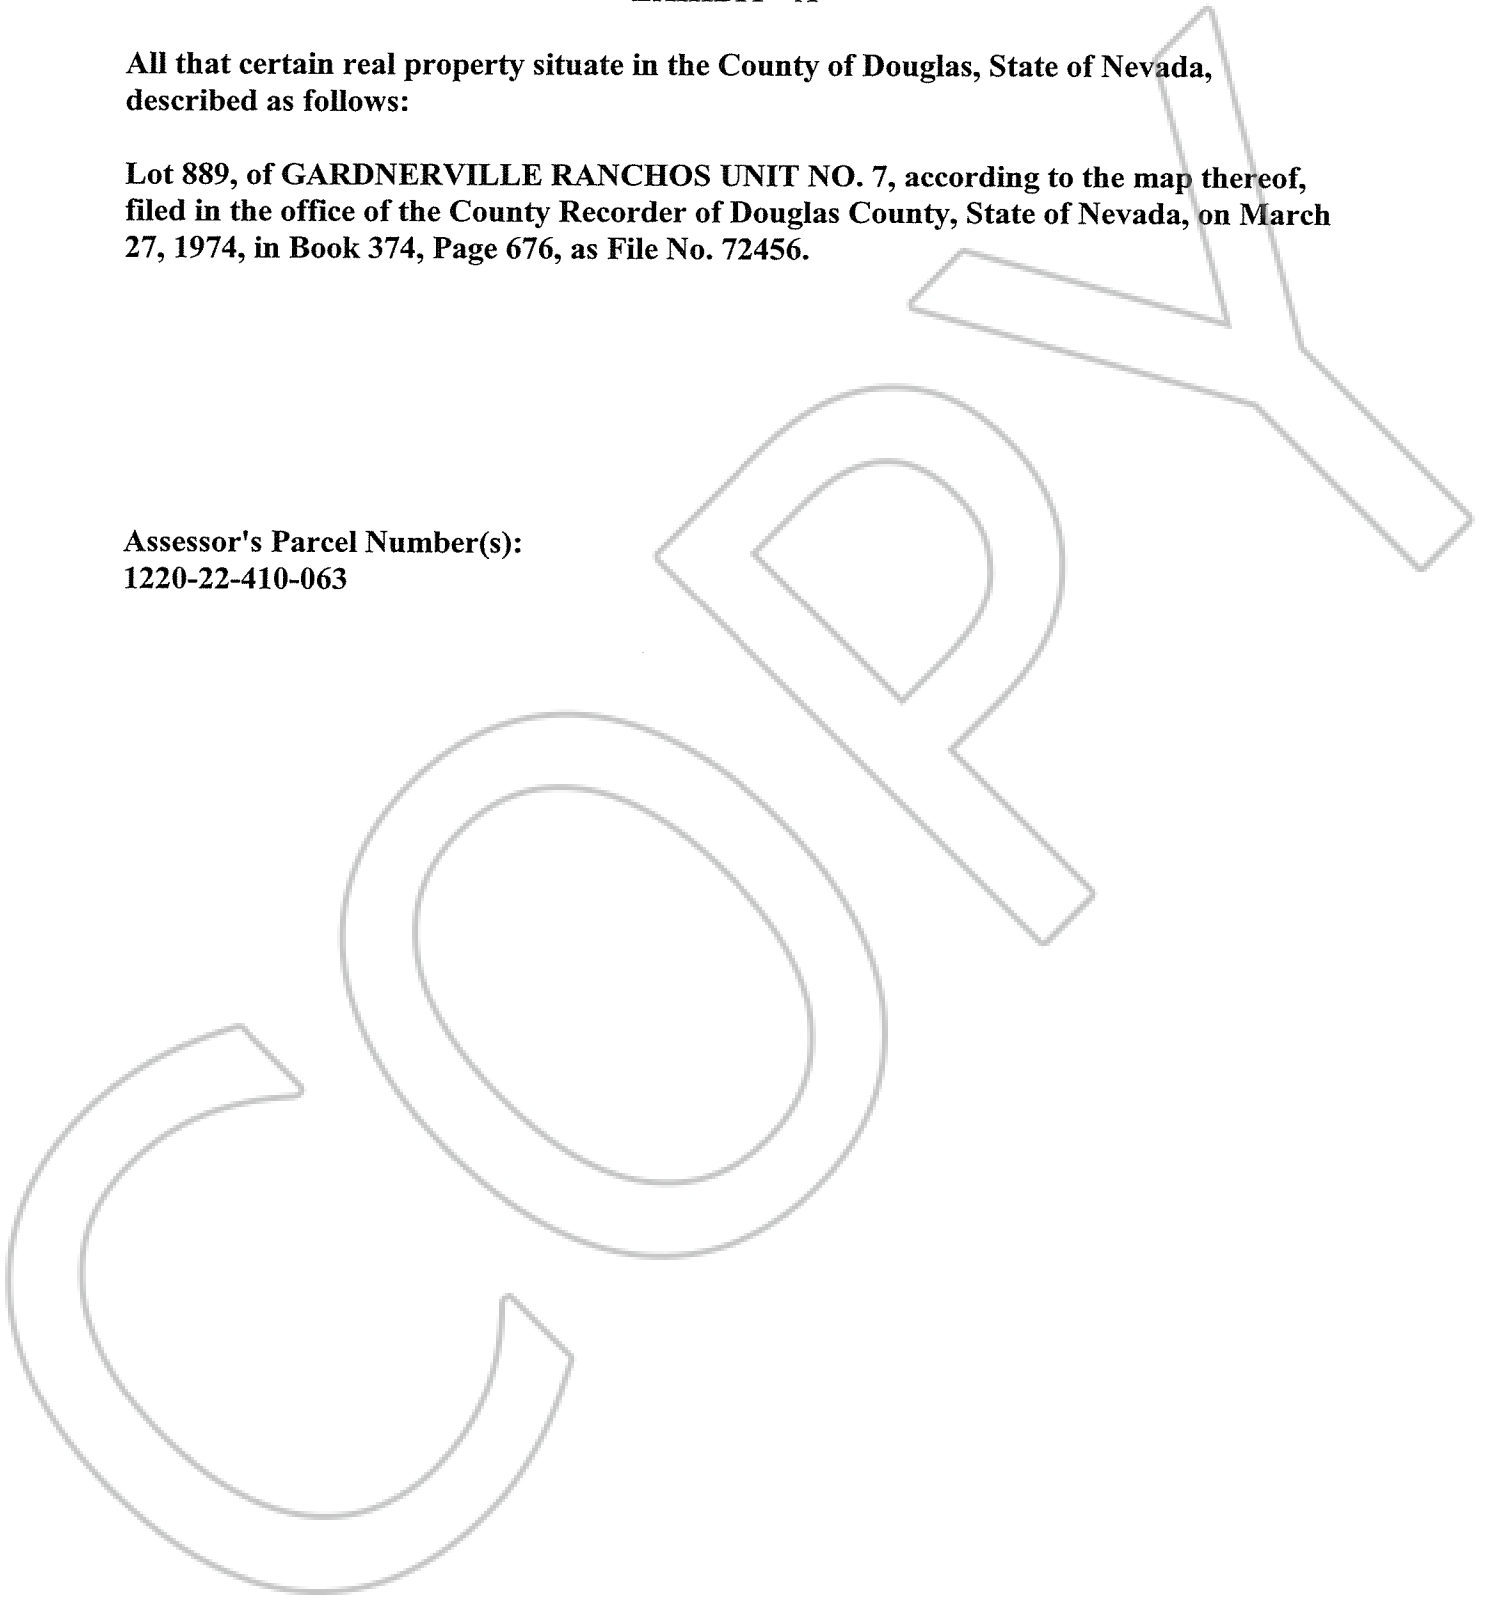 All that certain real property situate in the County of Douglas, State of Nevada,
described as follows:
Lot 889, of GARDNERVILLE RANCHOS UNIT NO. 7, according to the map thereof,
filed in the office of the County Recorder of Douglas County, State of Nevada, on March
27, 1974, in Book 374, Page 676, as File No. 72456.
Assessor's Parcel Number(s):
1220-22-410-063
COPY